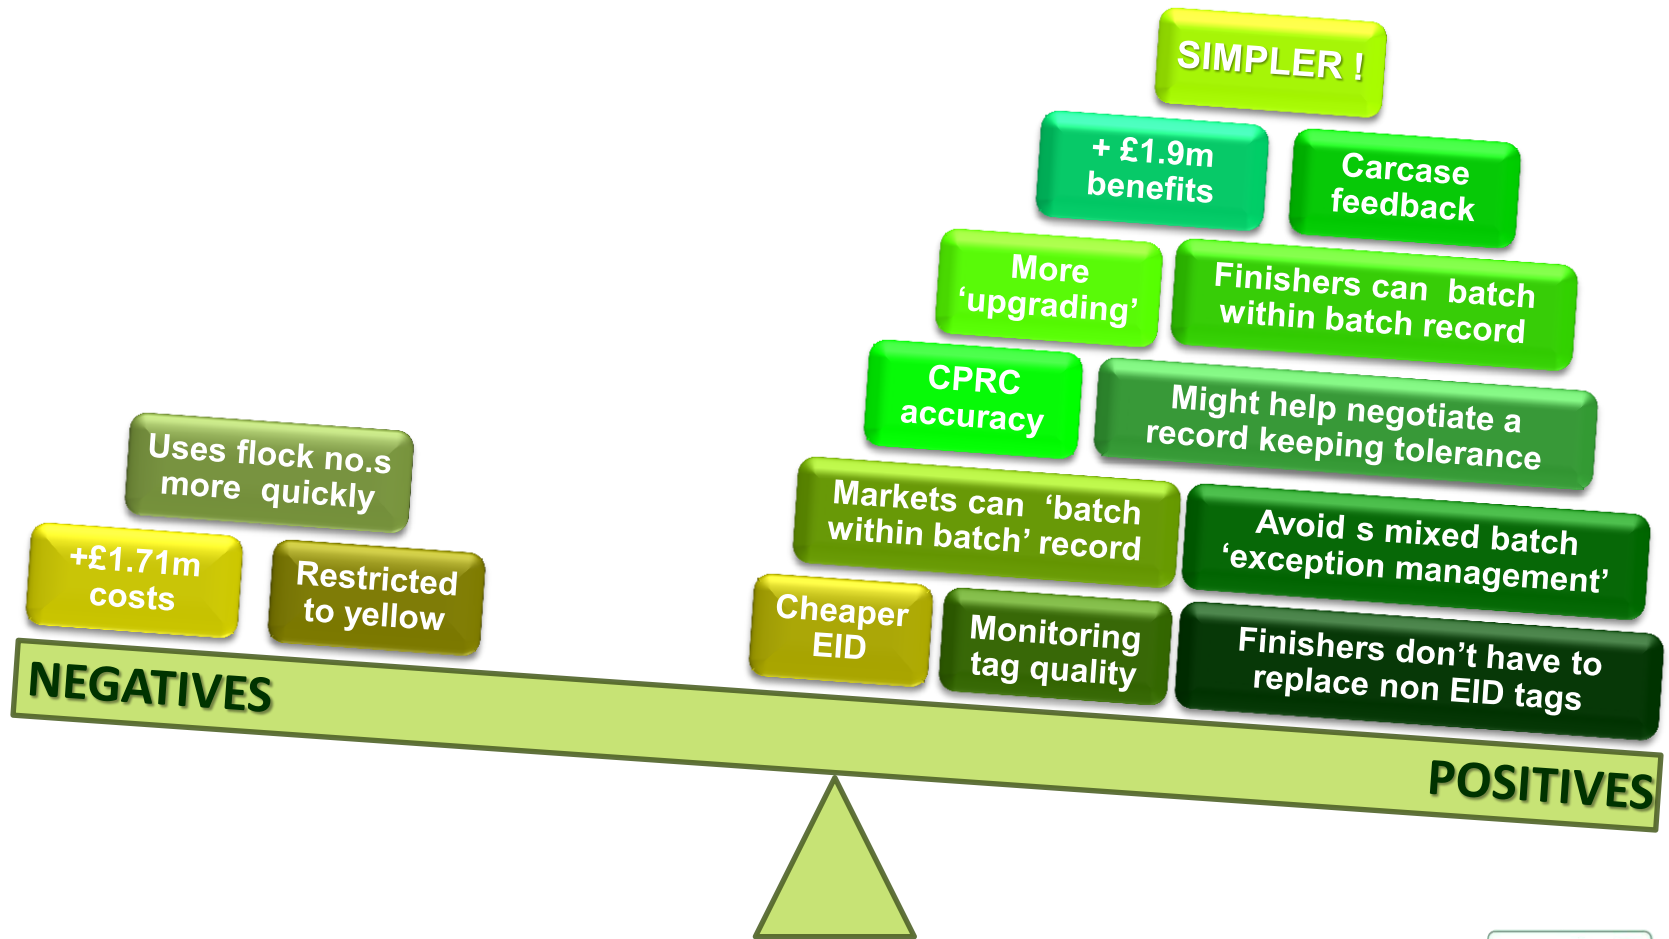 SIMPLER !
+ £1.9m
benefits
Carcase
feedback
More
‘upgrading’
Finishers can  batch
within batch record
CPRC
accuracy
Might help negotiate a
record keeping tolerance
Uses flock no.s
more  quickly
Markets can  ‘batch
within batch’ record
Avoid s mixed batch
‘exception management’
+£1.71m
costs
Restricted
to yellow
Cheaper
EID
Monitoring
tag quality
Finishers don’t have to
replace non EID tags
NEGATIVES
POSITIVES